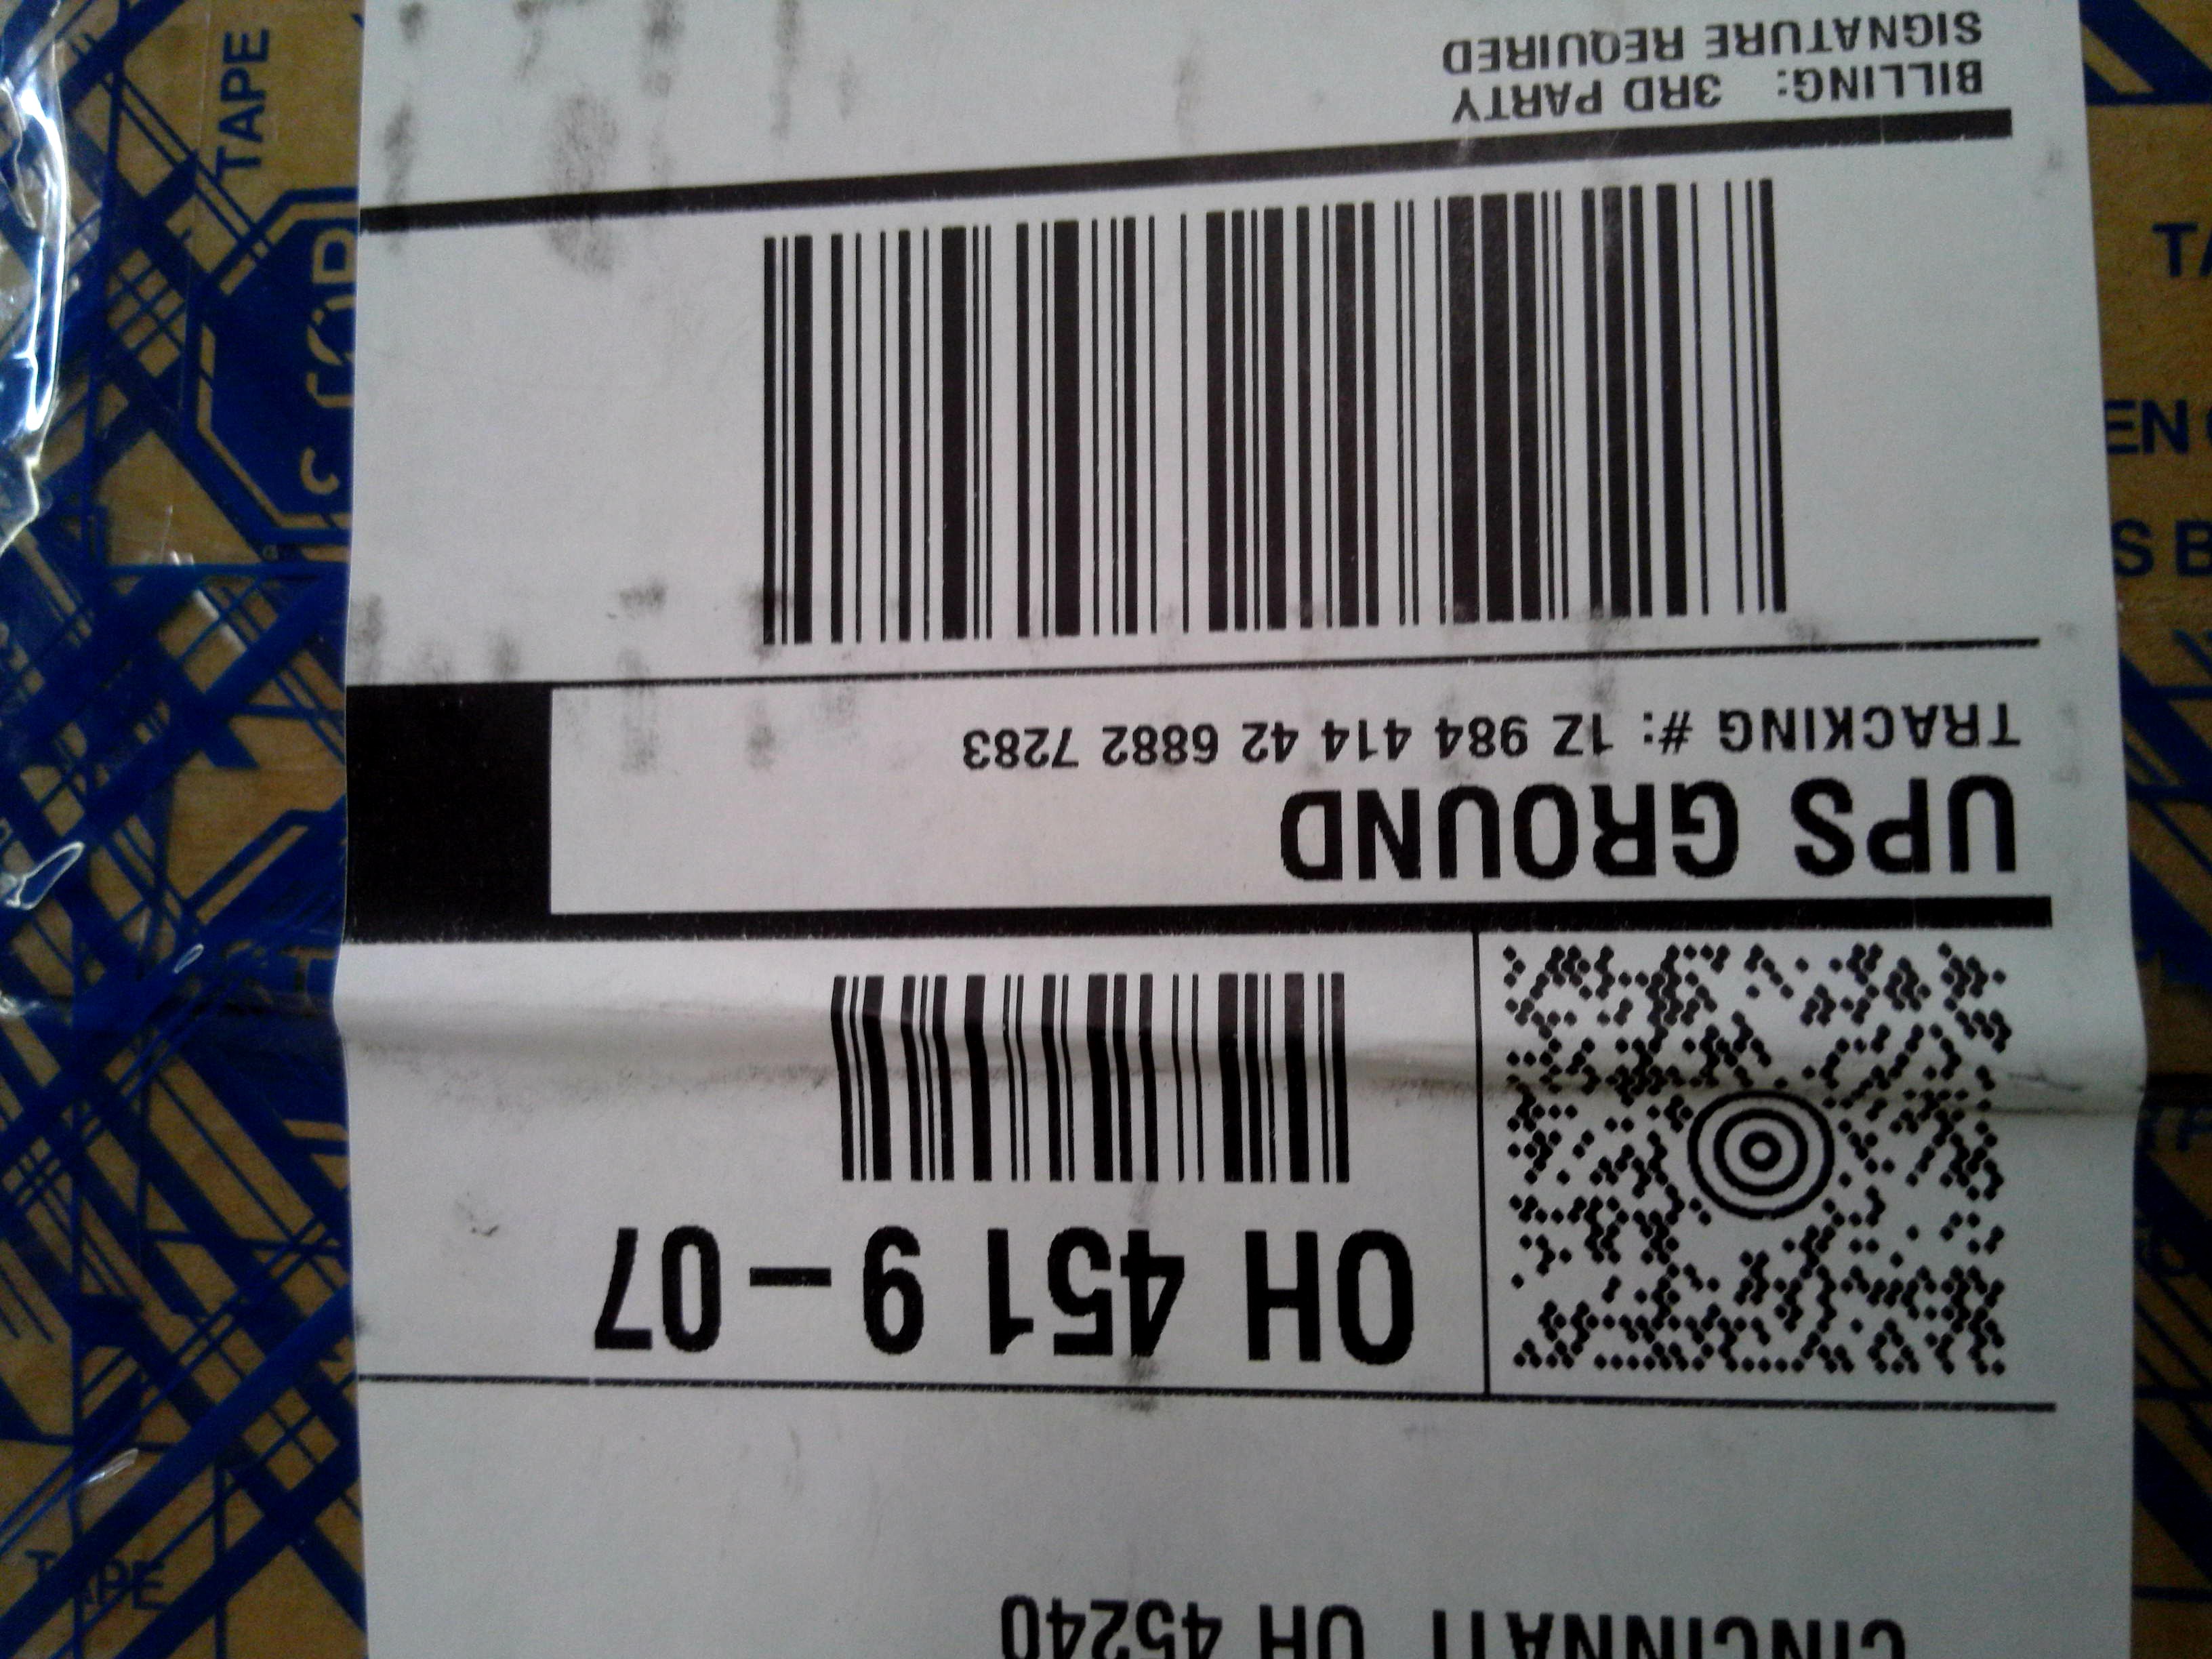 CINCINNATI OH 45240
OH 451 9-07
UPS GROUND
TRACKING #: 1Z 984 414 42 6882 7283
BILLING: 3RD PARTY
SIGNATURE REQUIRED
TAPE
TAPE